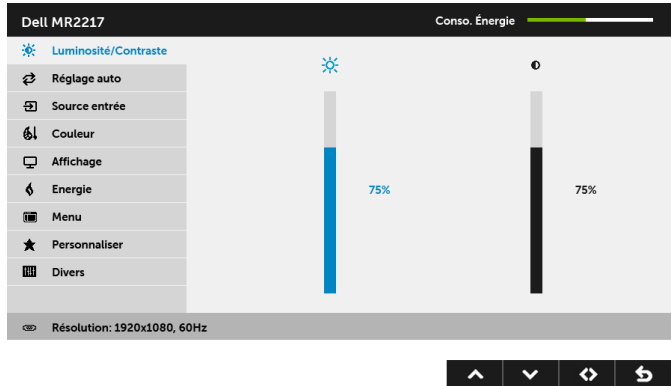 Dell MR2217
Conso. Énergie
Luminosité/Contraste
Réglage auto
Source entrée
Couleur
Affichage
Energie
Menu
Personnaliser
Divers
75%
75%
Résolution: 1920x1080, 60Hz